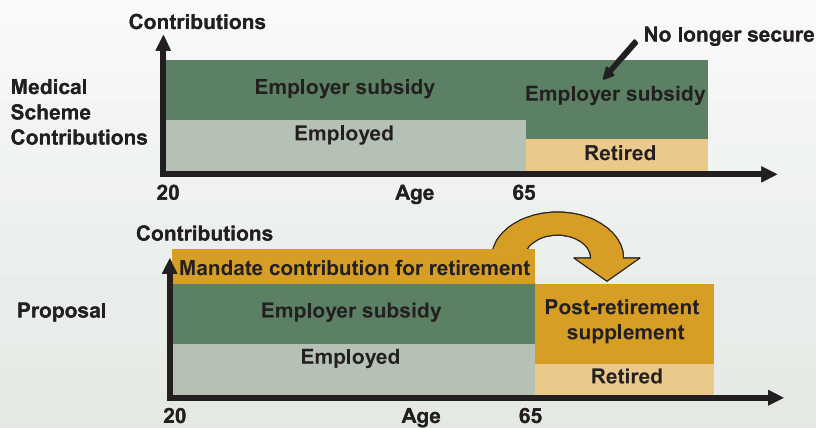 Contributions
No longer secure
Medical
Scheme
Contributions
Employer subsidy
Employer subsidy
Employed
Retired
20
Age
65
Contributions
Mandate contribution for retirement
Proposal
Employer subsidy
Post-retirement
supplement
Employed
Retired
20
Age
65